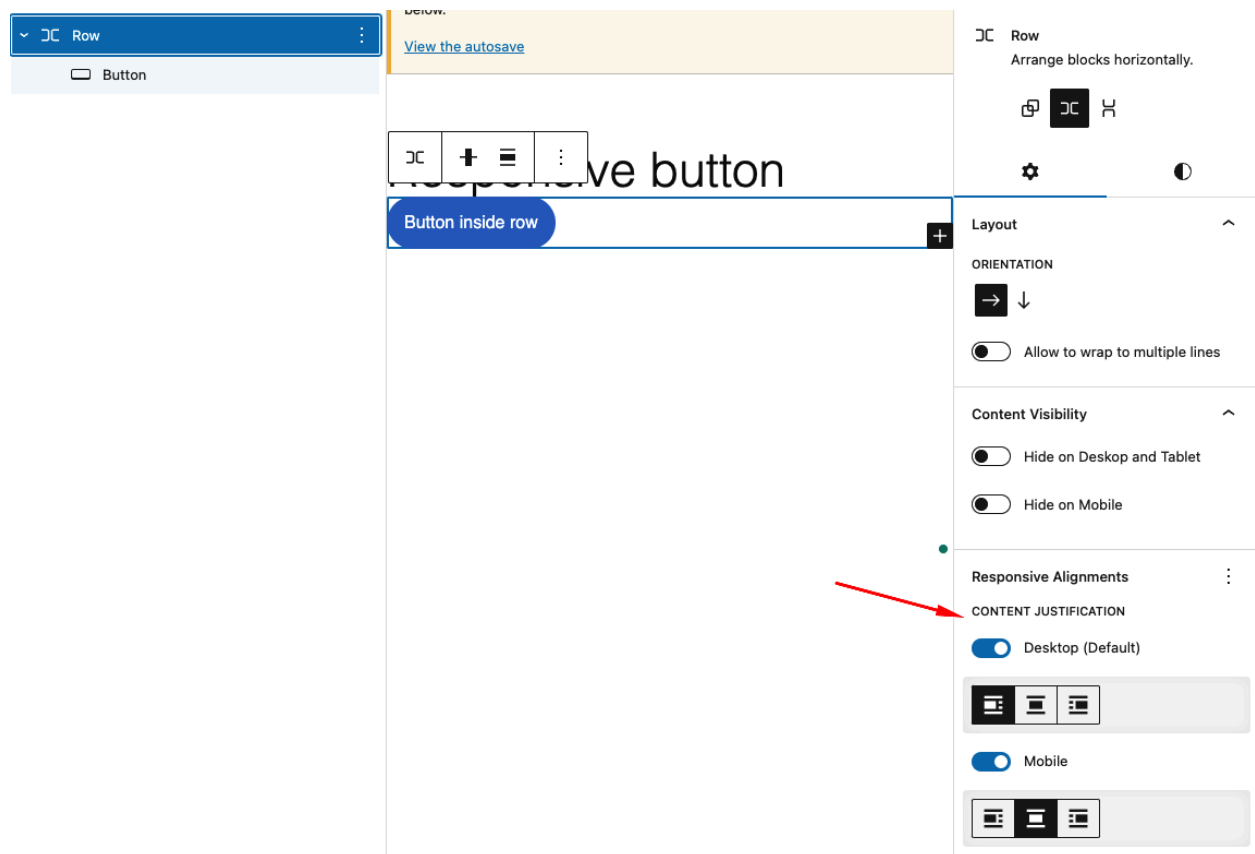 Row
Button
below.
View the autosave
Responsive button
Button inside row
Row
Arrange blocks horizontally.
Layout
ORIENTATION
Allow to wrap to multiple lines
Content Visibility
Hide on Deskop and Tablet
Hide on Mobile
Responsive Alignments
CONTENT JUSTIFICATION
Desktop (Default)
Mobile